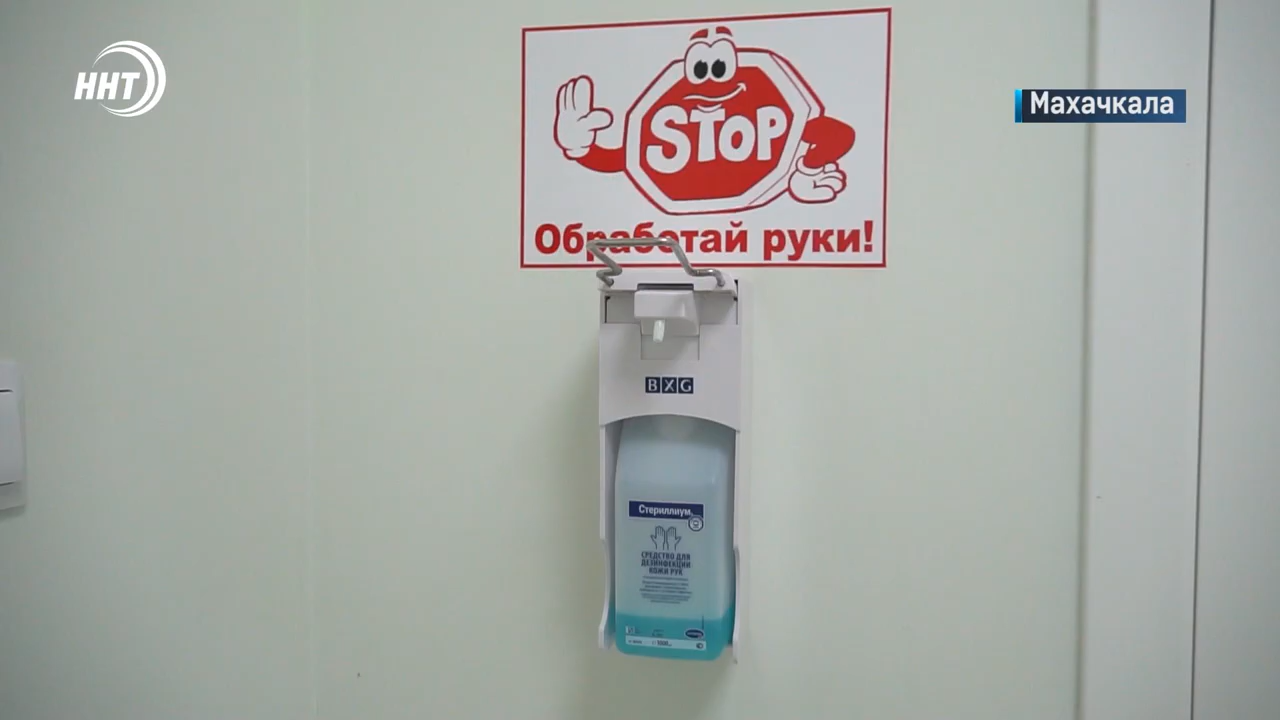 ННТ
Махачкала
STOP
Обработай руки!
BXG
Стериллиум
СРЕДСТВО ДЛЯ
ДЕЗИНФЕКЦИИ
КОЖИ РУК